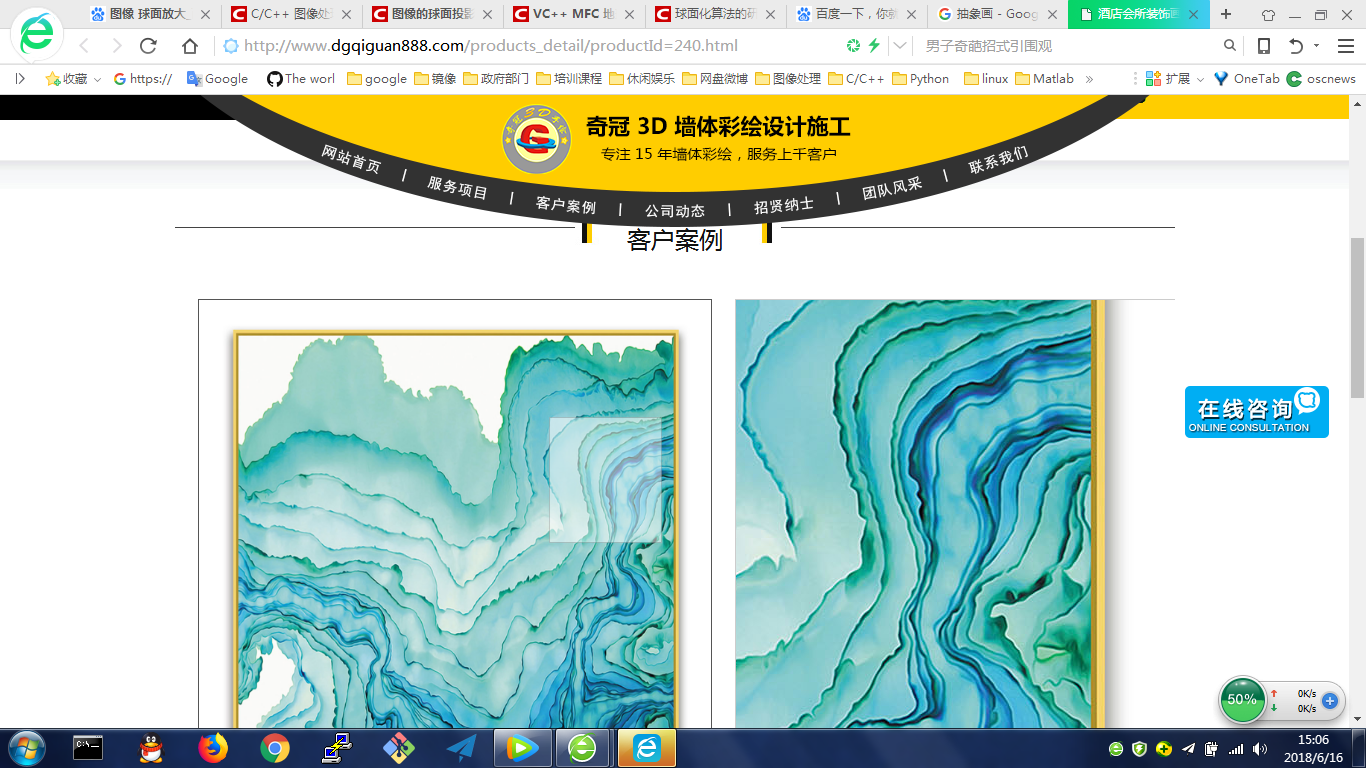 图像 球面放大_
C/C++ 图像处
图像的球面投影
VC++ MFC 地
球面化算法的研
百度一下，你就
抽象画 - Goog
酒店会所装饰画
http://www.dgqiguan888.com/products_detail/productId=240.html
男子奇葩招式引围观
收藏
https://
Google
The worl
google
镜像
政府部门
培训课程
休闲娱乐
网盘微博
图像处理
C/C++
Python
linux
Matlab
»
扩展
OneTab
oscnews
奇冠 3D 墙体彩绘设计施工
专注 15 年墙体彩绘，服务上千客户
网站首页 | 服务项目 | 客户案例 | 公司动态 | 招贤纳士 | 团队风采 | 联系我们
客户案例
在线咨询
ONLINE CONSULTATION
50%
0K/s
0K/s
15:06
2018/6/16